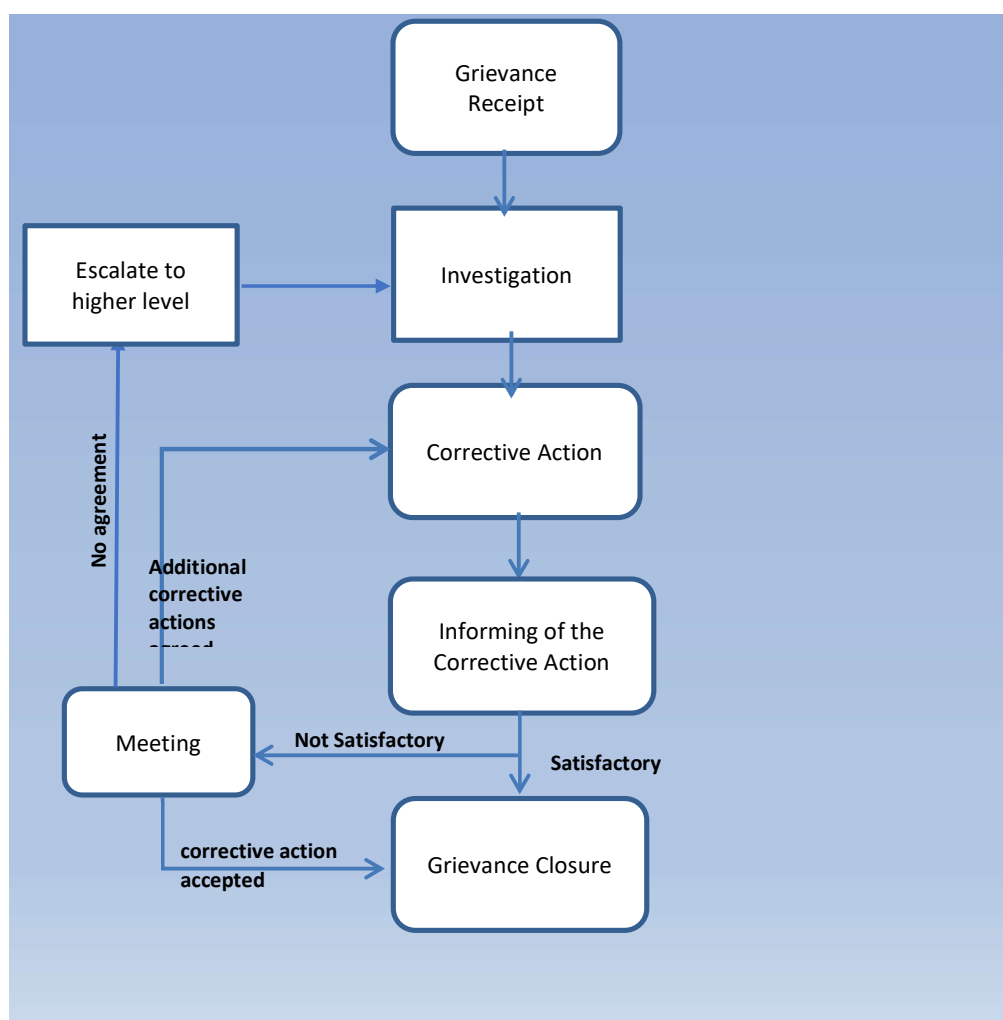 Grievance
Receipt
Escalate to
higher level
Investigation
Corrective Action
No agreement
Additional
corrective
actions
Informing of the
Corrective Action
Meeting
Not Satisfactory
Satisfactory
corrective action
accepted
Grievance Closure